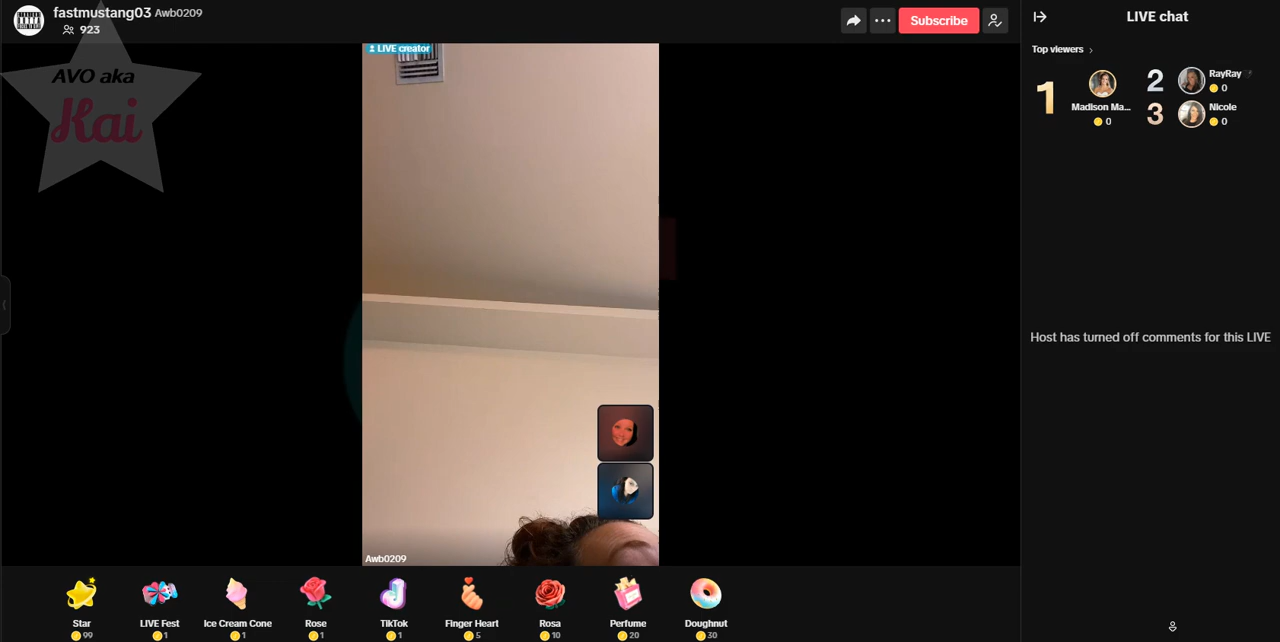 fastmustang03 Awb0209
923
Subscribe
LIVE chat
AVO aka
Kai
LIVE creator
Top viewers
1
Madison Ma...
0
2
RayRay
0
3
Nicole
0
Host has turned off comments for this LIVE
Awb0209
Star
99
LIVE Fest
1
Ice Cream Cone
1
Rose
1
TikTok
1
Finger Heart
5
Rosa
10
Perfume
20
Doughnut
30